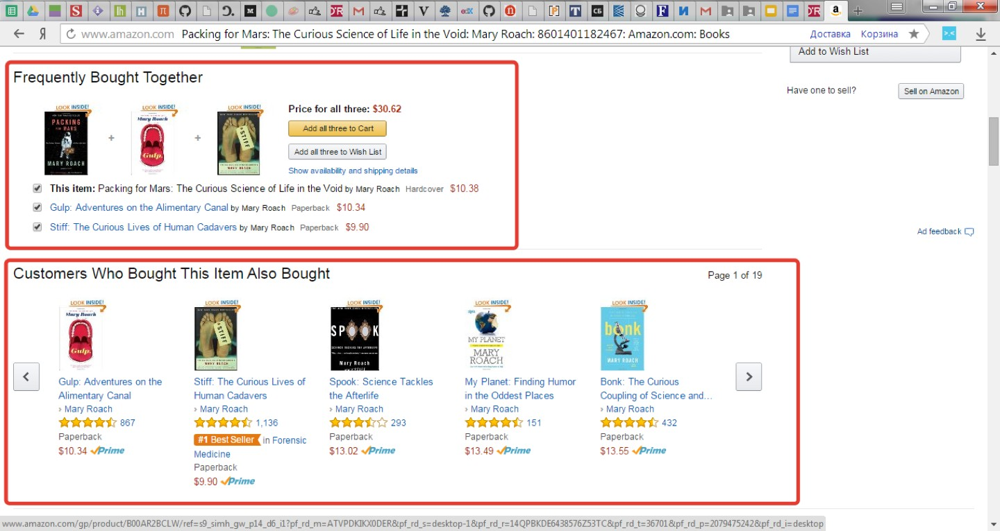 www.amazon.com Packing for Mars: The Curious Science of Life in the Void: Mary Roach: 8601401182467: Amazon.com: Books Доставка Корзина
Add to Wish List
Have one to sell? Sell on Amazon
Ad feedback
Frequently Bought Together
LOOK INSIDE! LOOK INSIDE! LOOK INSIDE!
PACKING FOR MARS MARY ROACH
Mary Roach Gulp.
STIFF MARY ROACH
Price for all three: $30.62
Add all three to Cart
Add all three to Wish List
Show availability and shipping details
This item: Packing for Mars: The Curious Science of Life in the Void by Mary Roach Hardcover $10.38
Gulp: Adventures on the Alimentary Canal by Mary Roach Paperback $10.34
Stiff: The Curious Lives of Human Cadavers by Mary Roach Paperback $9.90
Customers Who Bought This Item Also Bought
Page 1 of 19
LOOK INSIDE!
Mary Roach
Gulp.
Gulp: Adventures on the
Alimentary Canal
› Mary Roach
867
Paperback
$10.34 Prime
LOOK INSIDE!
STIFF
MARY ROACH
Stiff: The Curious Lives of
Human Cadavers
› Mary Roach
1,136
#1 Best Seller in Forensic
Medicine
Paperback
$9.90 Prime
LOOK INSIDE!
SPOOK
SCIENCE TACKLES THE AFTERLIFE
Mary Roach
Spook: Science Tackles
the Afterlife
› Mary Roach
293
Paperback
$13.02 Prime
LOOK INSIDE!
MY PLANET
MARY
ROACH
My Planet: Finding Humor
in the Oddest Places
› Mary Roach
151
Paperback
$13.49 Prime
LOOK INSIDE!
bonk
MARY ROACH
Bonk: The Curious
Coupling of Science and...
› Mary Roach
432
Paperback
$13.55 Prime
www.amazon.com/gp/product/B00AR2BCLW/ref=s9_simh_gw_p14_d6_i1?pf_rd_m=ATVPDKIKX0DER&pf_rd_s=desktop-1&pf_rd_r=14QPBKDE6438576Z53TC&pf_rd_t=36701&pf_rd_p=2079475242&pf_rd_i=desktop